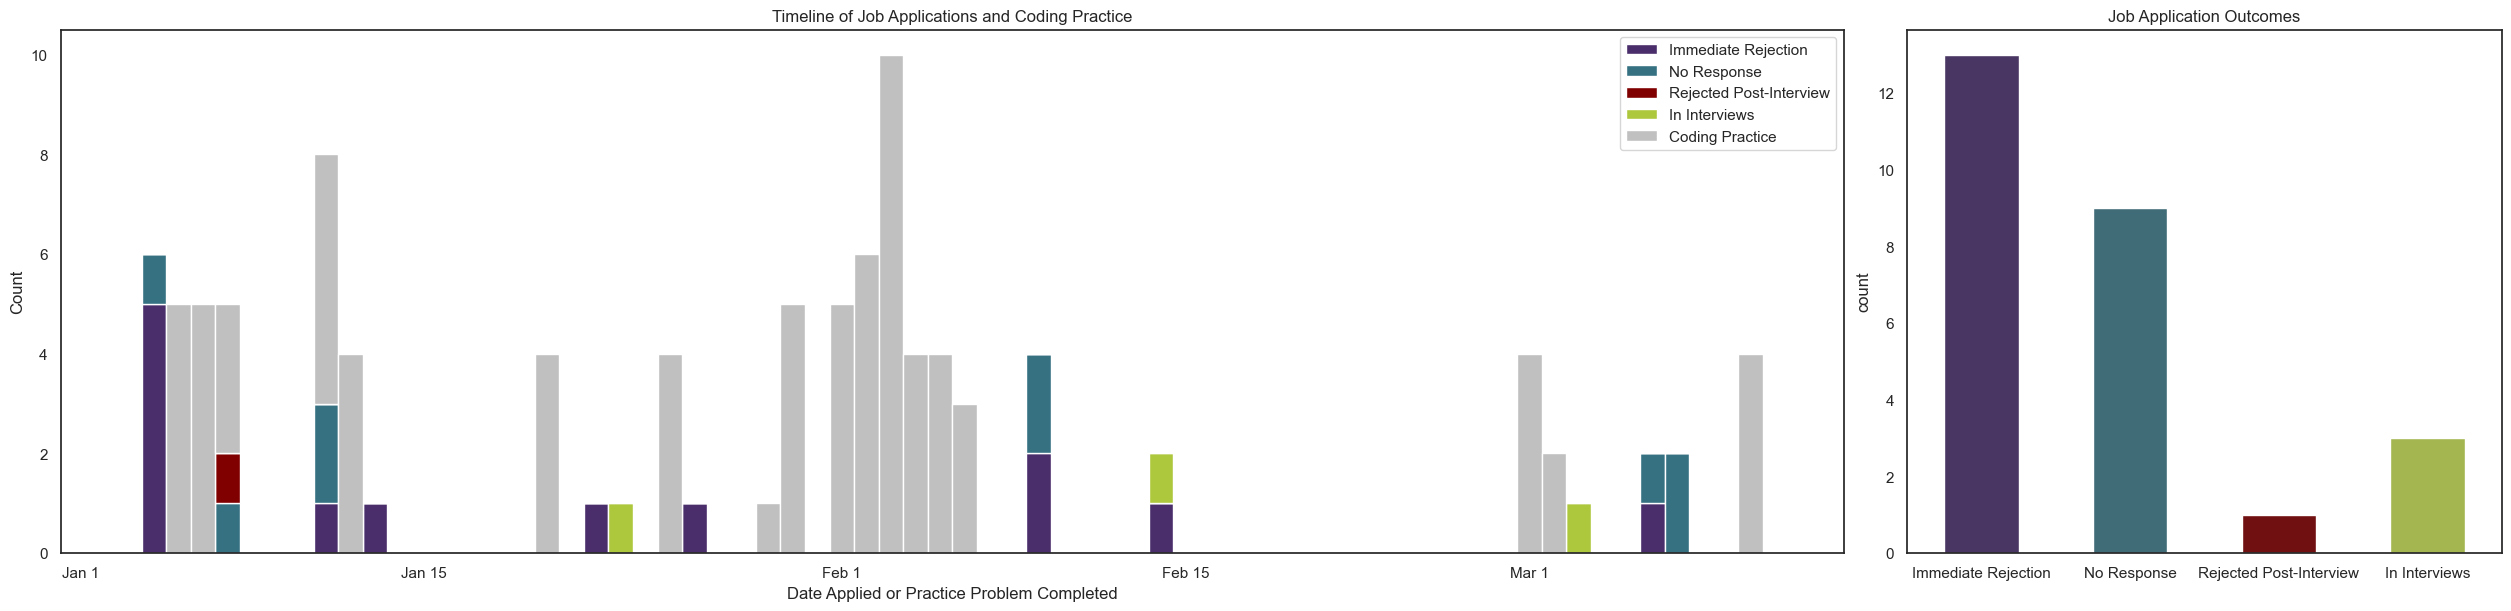 Timeline of Job Applications and Coding Practice
Count
10
8
6
4
2
0
Immediate Rejection
No Response
Rejected Post-Interview
In Interviews
Coding Practice
Jan 1
Jan 15
Feb 1
Feb 15
Mar 1
Date Applied or Practice Problem Completed
Job Application Outcomes
count
12
10
8
6
4
2
0
Immediate Rejection
No Response
Rejected Post-Interview
In Interviews